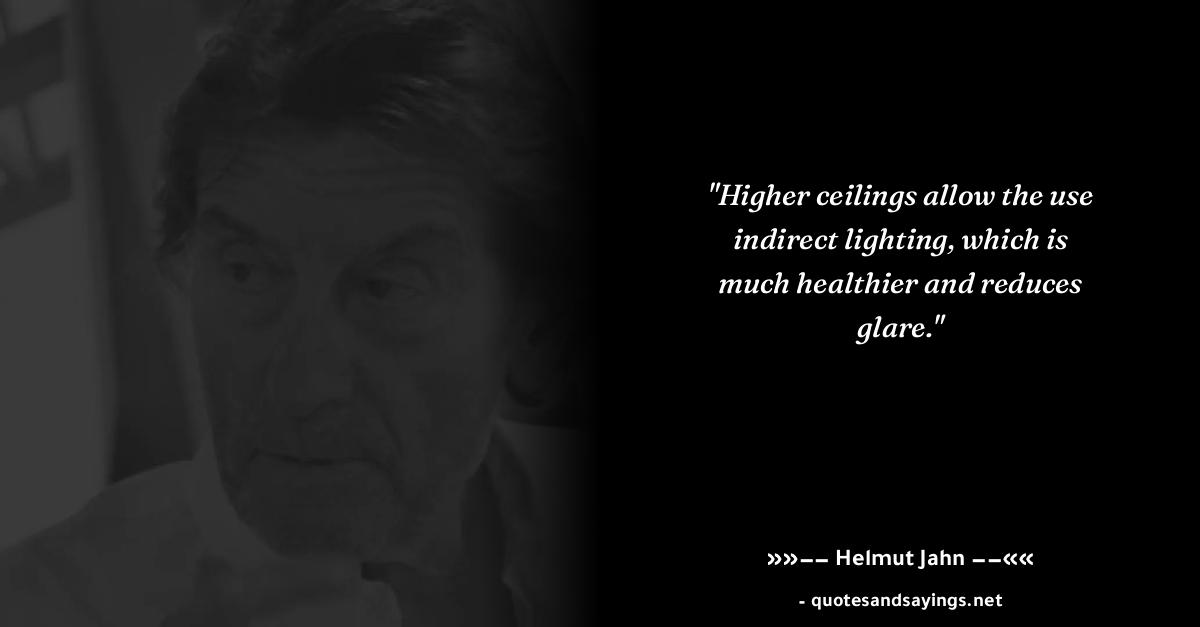 "Higher ceilings allow the use
indirect lighting, which is
much healthier and reduces
glare."
»»–– Helmut Jahn ––««
- quotesandsayings.net